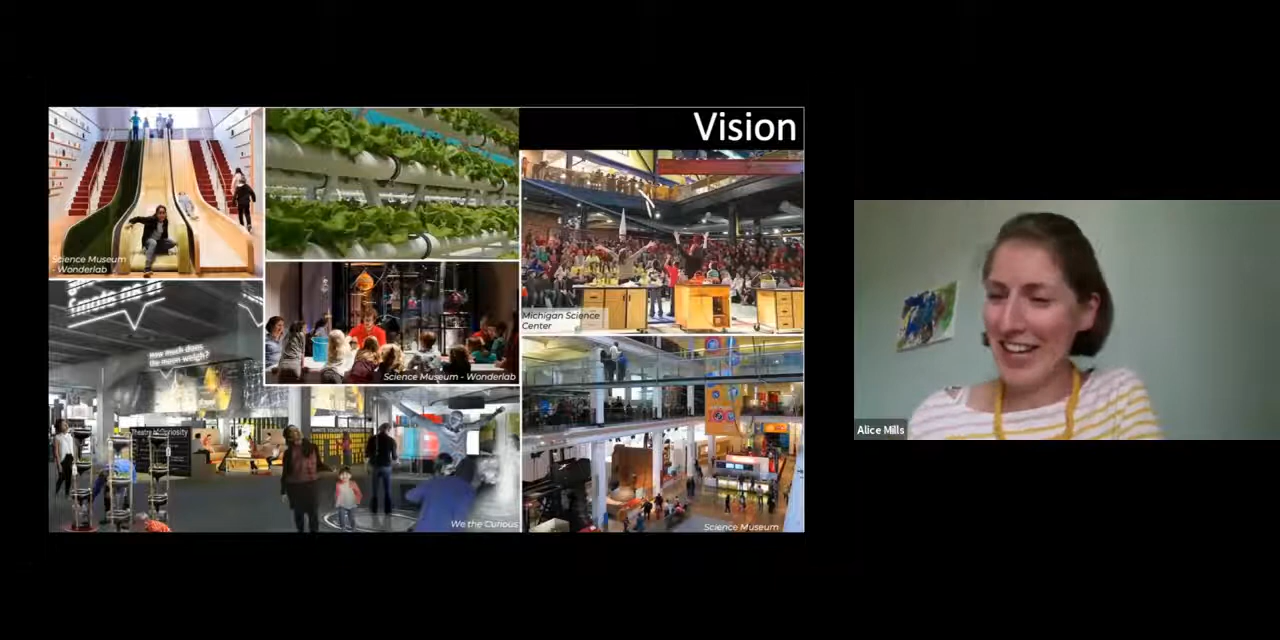 Vision
Science Museum
- Wonderlab
Michigan Science
Center
How much does
the moon weigh?
Science Museum - Wonderlab
Theatre of Curiosity
We the Curious
Science Museum
Alice Mills